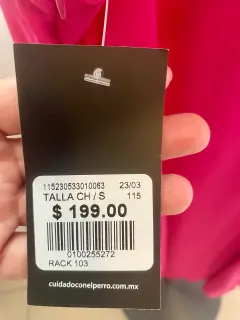 115230533010063 23/03
TALLA CH / S 115
$ 199.00
0100255272
RACK 103
cuidadoconelperro.com.mx